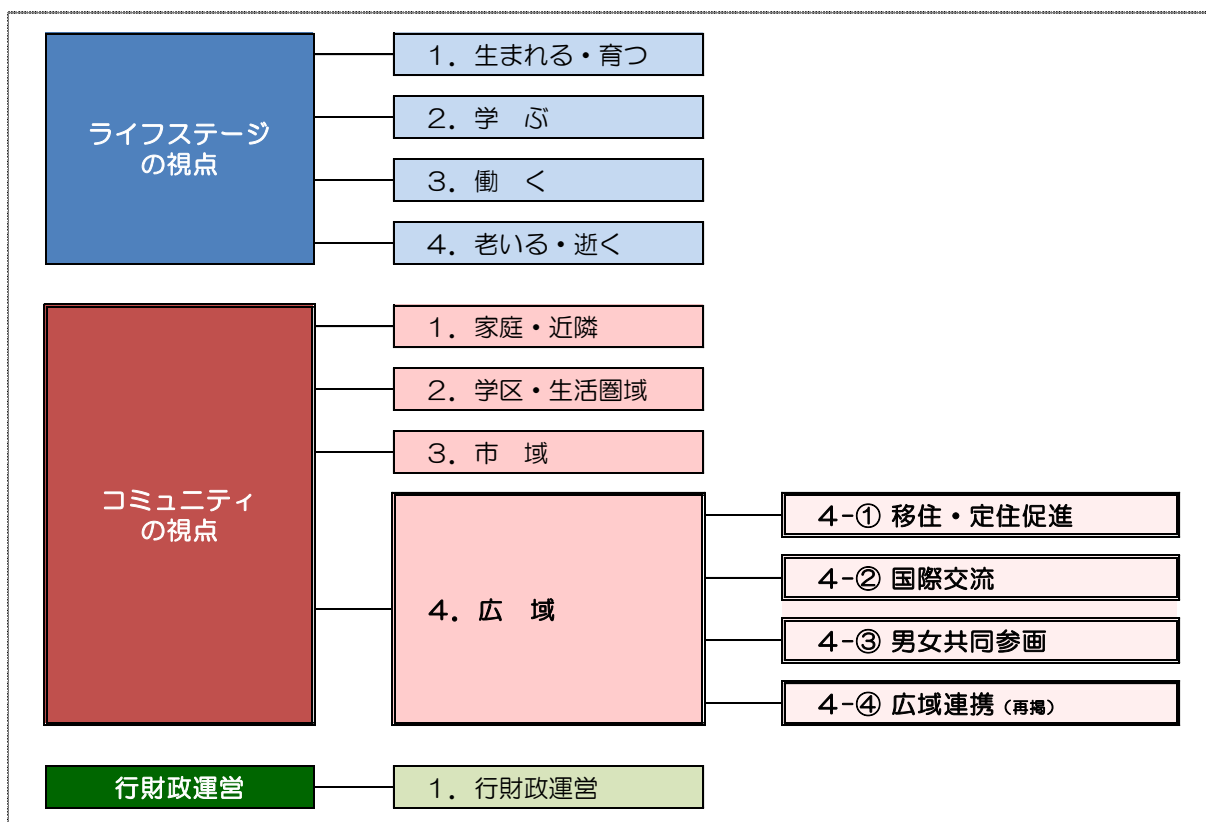 ライフステージ
の視点
１．生まれる・育つ
２．学　ぶ
３．働　く
４．老いる・逝く
コミュニティ
の視点
１．家庭・近隣
２．学区・生活圏域
３．市　域
４．広　域
４-① 移住・定住促進
４-② 国際交流
４-③ 男女共同参画
４-④ 広域連携（再掲）
行財政運営
１．行財政運営